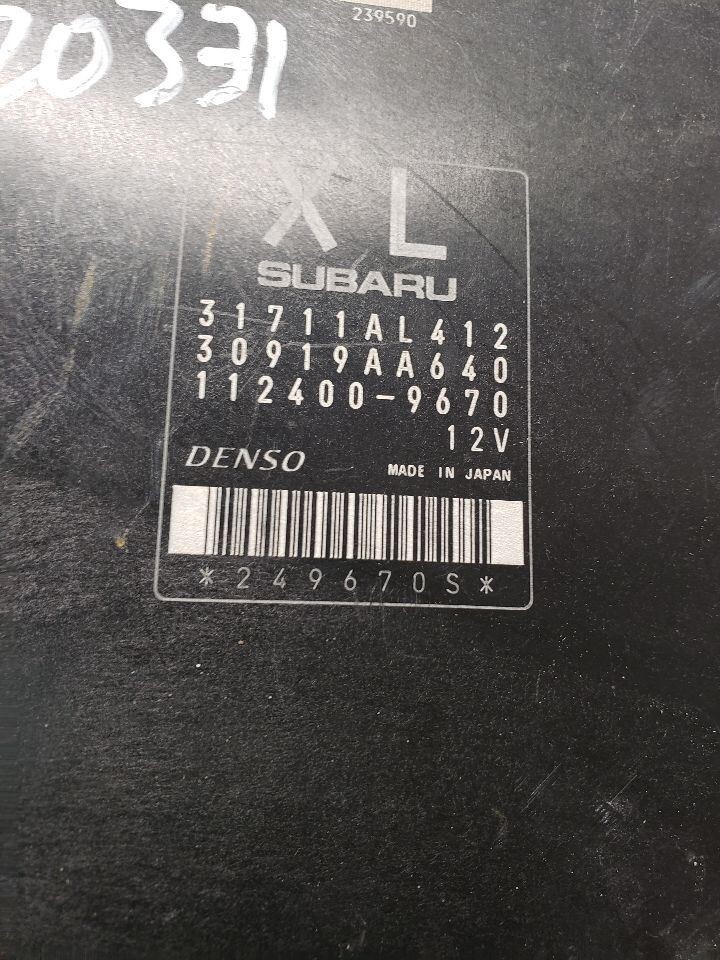 239590
20331
XL
SUBARU
31711AL412
30919AA640
112400-9670
12V
DENSO
MADE IN JAPAN
*249670S*